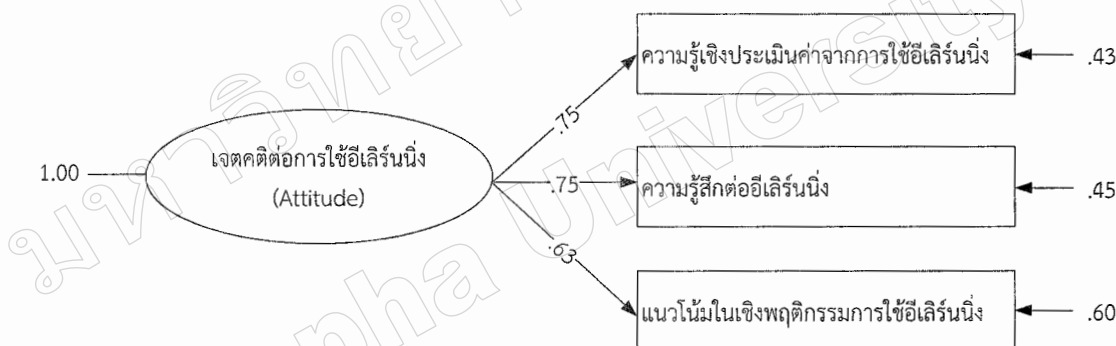 ความรู้เชิงประเมินค่าจากการใช้อีเลิร์นนิ่ง
.43
.75
เจตคติต่อการใช้อีเลิร์นนิ่ง
(Attitude)
1.00
.75
ความรู้สึกต่ออีเลิร์นนิ่ง
.45
.63
แนวโน้มในเชิงพฤติกรรมการใช้อีเลิร์นนิ่ง
.60
University